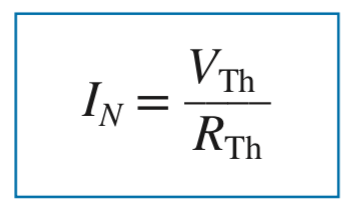 I_N = V_Th / R_Th